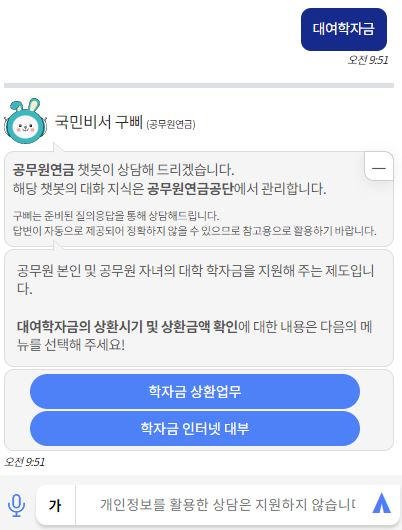 대여학자금
오전 9:51
국민비서 구삐 (공무원연금)
공무원연금 챗봇이 상담해 드리겠습니다.
해당 챗봇의 대화 지식은 공무원연금공단에서 관리합니다.
구삐는 준비된 질의응답을 통해 상담해드립니다.
답변이 자동으로 제공되어 정확하지 않을 수 있으므로 참고용으로 활용하기 바랍니다.
공무원 본인 및 공무원 자녀의 대학 학자금을 지원해 주는 제도입니
다.
대여학자금의 상환시기 및 상환금액 확인에 대한 내용은 다음의 메
뉴를 선택해 주세요!
학자금 상환업무
학자금 인터넷 대부
오전 9:51
가 개인정보를 활용한 상담은 지원하지 않습니